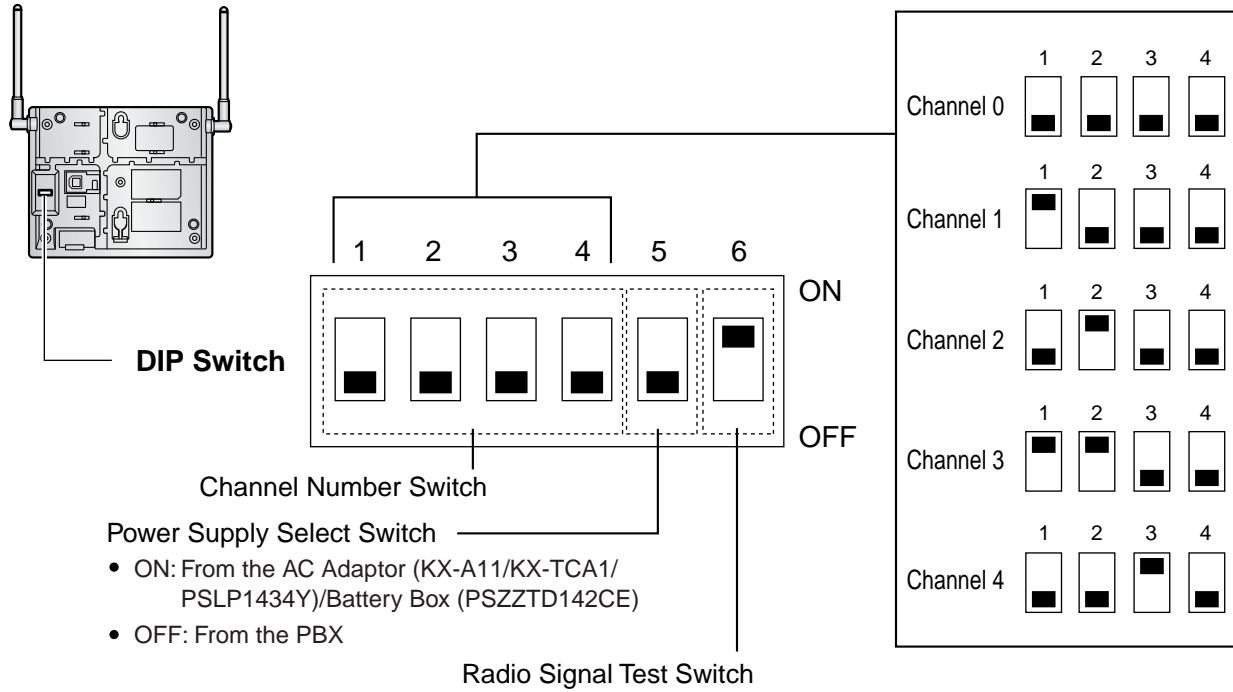 1 2 3 4 5 6
ON
OFF
DIP Switch
Channel Number Switch
Power Supply Select Switch
• ON: From the AC Adaptor (KX-A11/KX-TCA1/
PSLP1434Y)/Battery Box (PSZZTD142CE)
• OFF: From the PBX
Radio Signal Test Switch
1 2 3 4
Channel 0
1 2 3 4
Channel 1
1 2 3 4
Channel 2
1 2 3 4
Channel 3
1 2 3 4
Channel 4